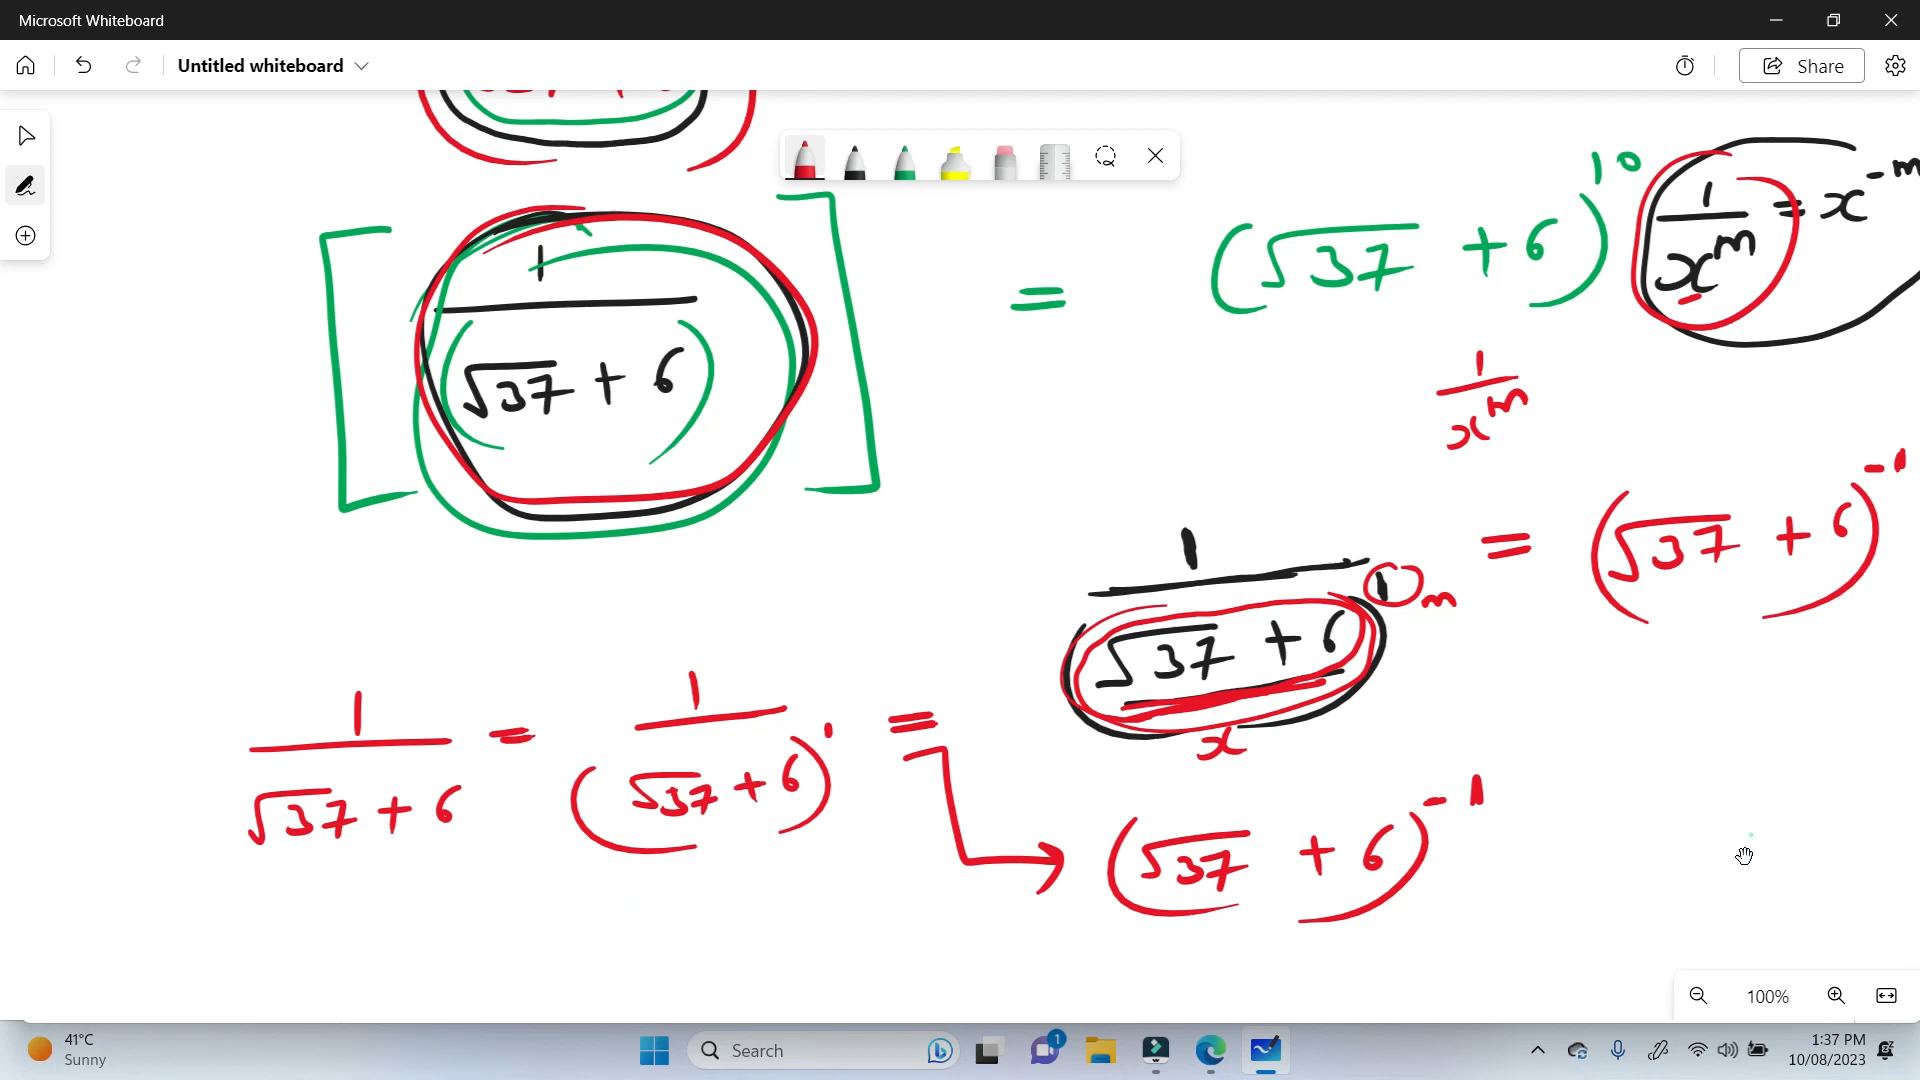 Microsoft Whiteboard
Untitled whiteboard
Share
[ 1 / (√37 + 6) ] = (√37 + 6)^10
1 / x^m = x^-m
1 / x^m
1 / (√37 + 6)^1 = (√37 + 6)^-1
m
x
1 / √37 + 6 = 1 / (√37 + 6)^1 =
(√37 + 6)^-1
100%
41°C
Sunny
Search
1
1:37 PM
10/08/2023